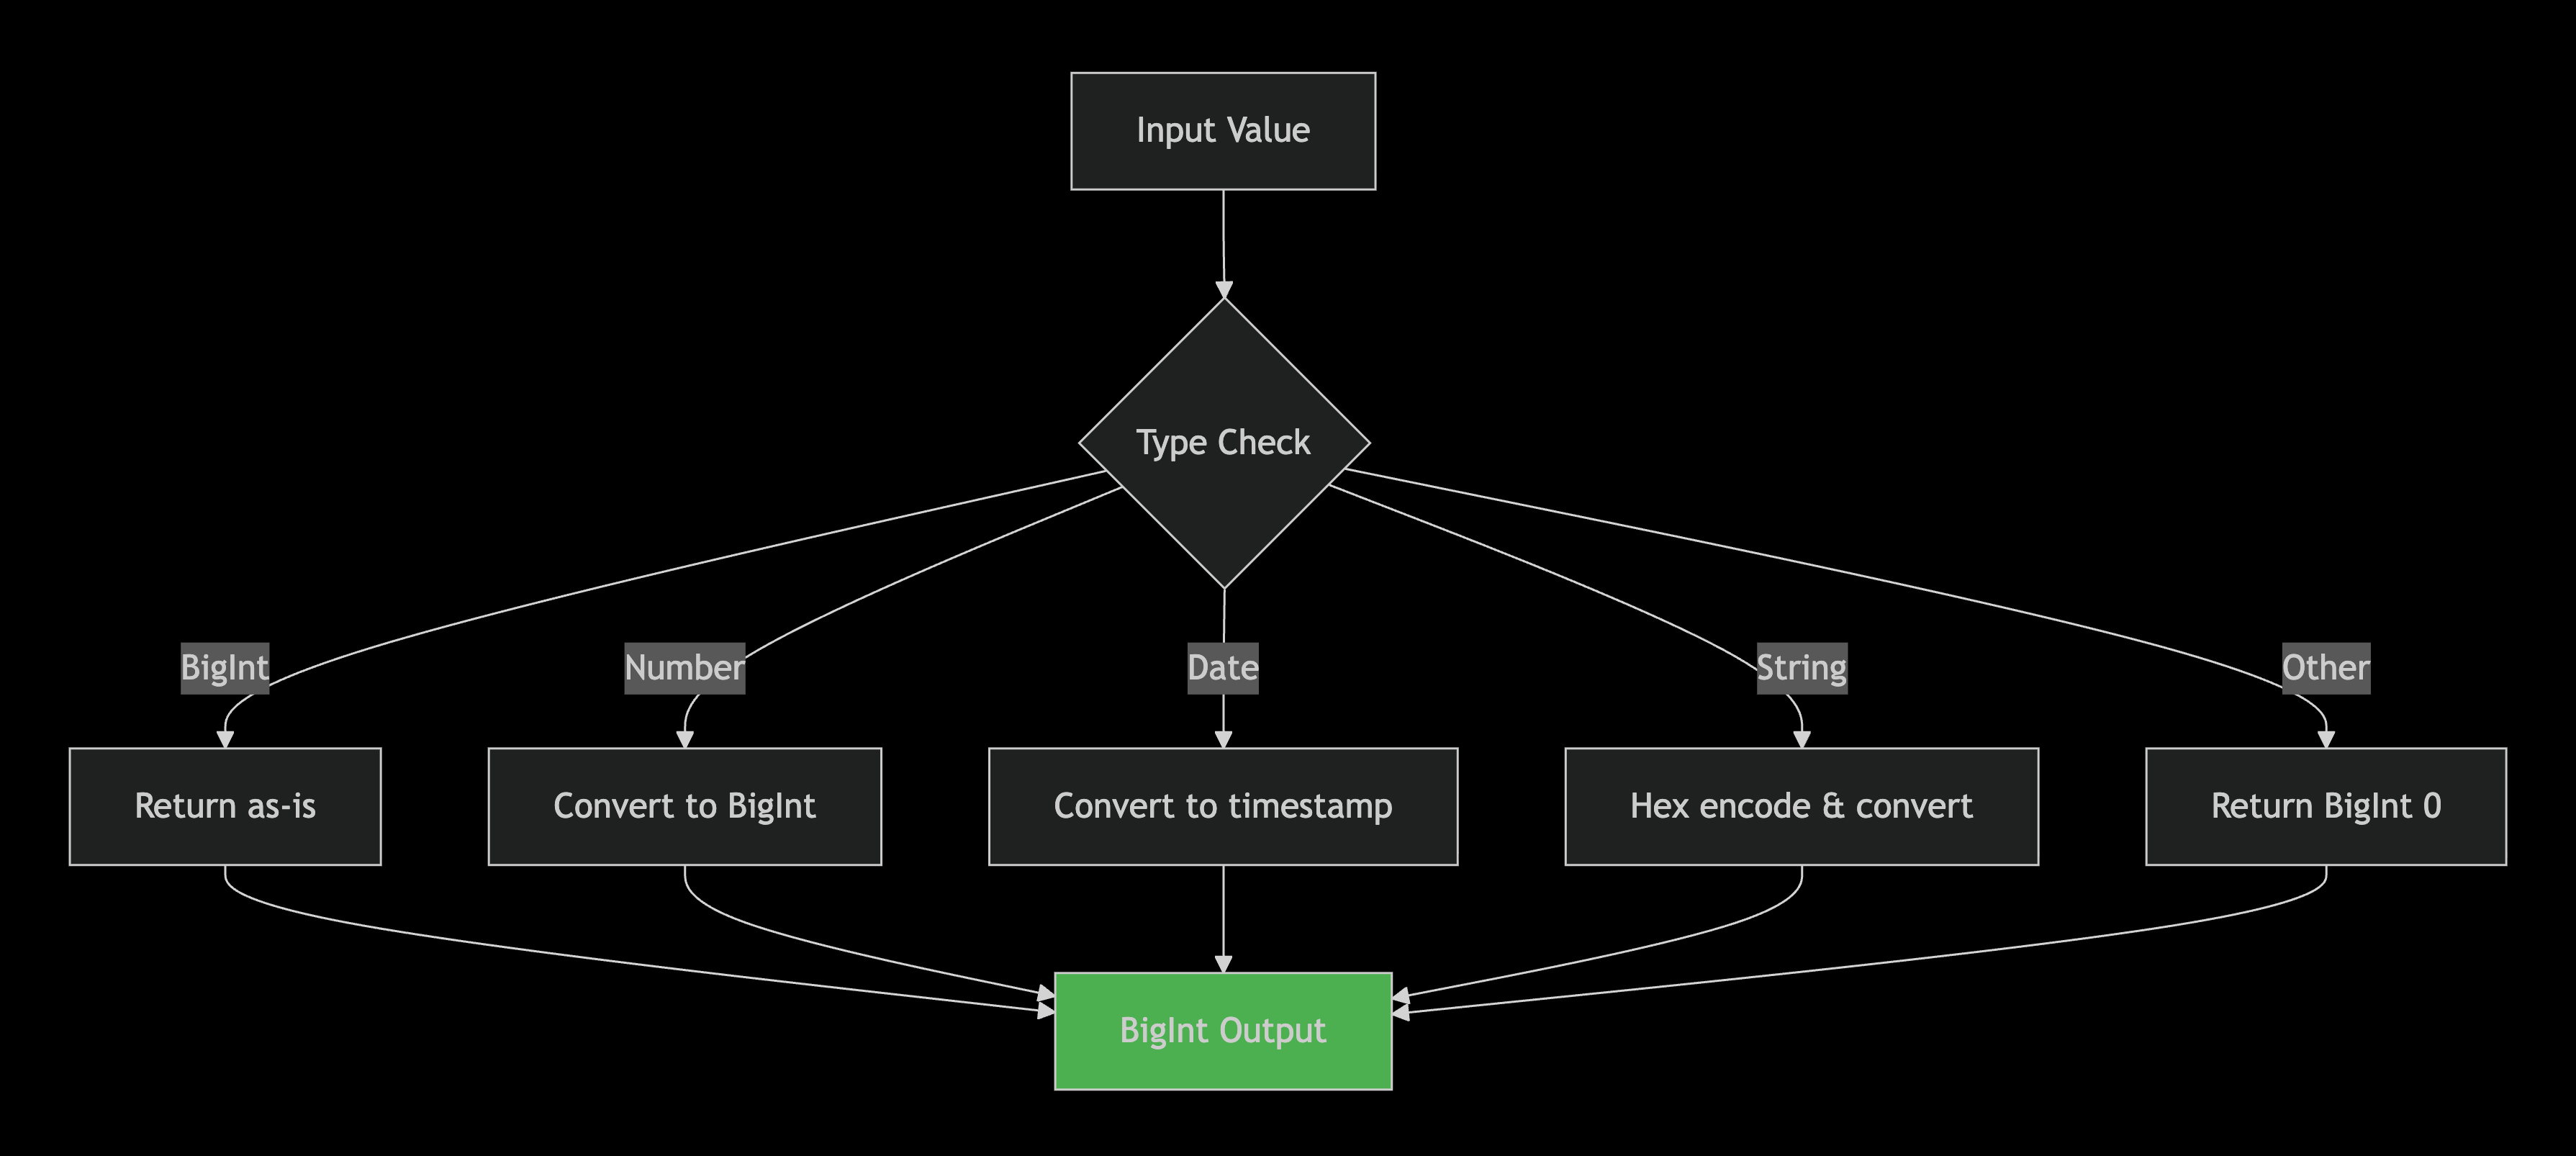 Input Value
Type Check
BigInt
Number
Date
String
Other
Return as-is
Convert to BigInt
Convert to timestamp
Hex encode & convert
Return BigInt 0
BigInt Output